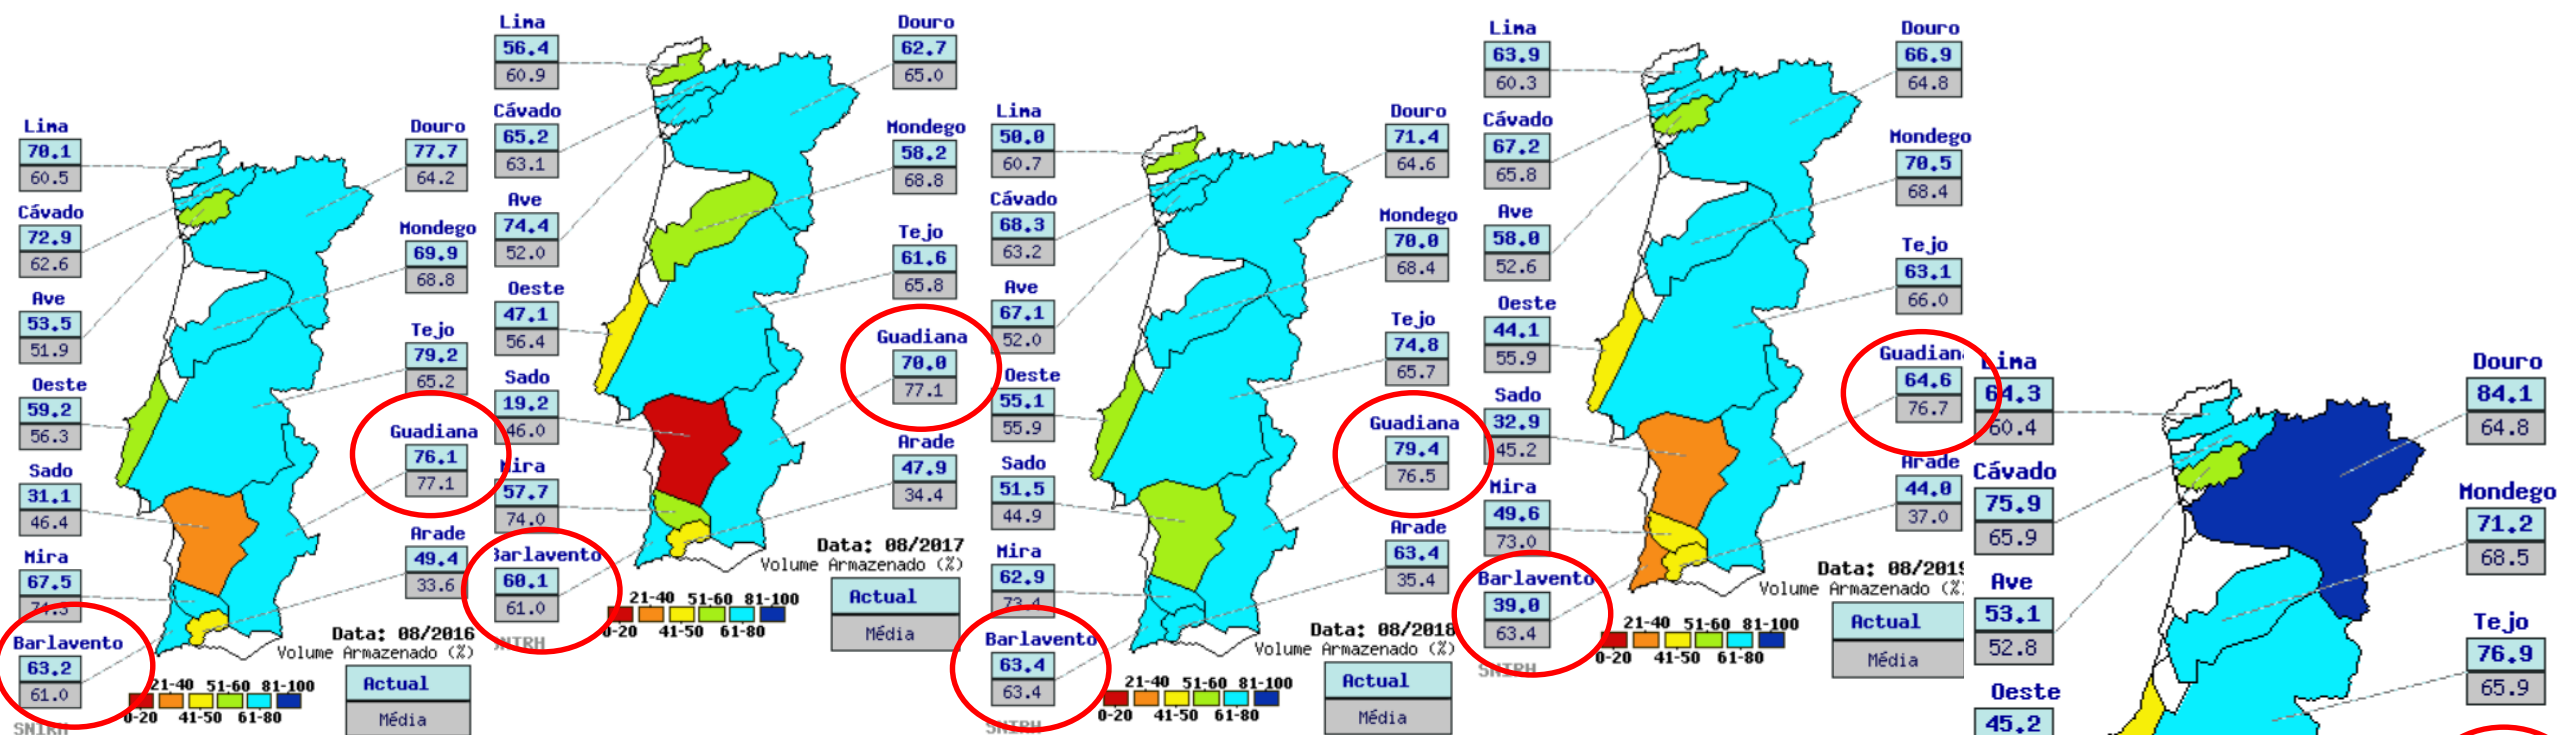 Lima
70.1
60.5
Cávado
72.9
62.6
Ave
53.5
51.9
Oeste
59.2
56.3
Sado
31.1
46.4
Mira
67.5
74.3
Barlavento
63.2
61.0
SNIRH
Douro
77.7
64.2
Mondego
69.9
68.8
Tejo
79.2
65.2
Guadiana
76.1
77.1
Arade
49.4
33.6
Data: 08/2016
Volume Armazenado (%)
21-40 51-60 81-100
0-20 41-50 61-80
Actual
Média
Lima
56.4
60.9
Cávado
65.2
63.1
Ave
74.4
52.0
Oeste
47.1
56.4
Sado
19.2
46.0
Mira
57.7
74.0
Barlavento
60.1
61.0
SNIRH
Douro
62.7
65.0
Mondego
58.2
68.8
Tejo
61.6
65.8
Guadiana
70.0
77.1
Arade
47.9
34.4
Data: 08/2017
Volume Armazenado (%)
21-40 51-60 81-100
0-20 41-50 61-80
Actual
Média
Lima
50.0
60.7
Cávado
68.3
63.2
Ave
67.1
52.0
Oeste
55.1
55.9
Sado
51.5
44.9
Mira
62.9
73.4
Barlavento
63.4
63.4
SNIRH
Douro
71.4
64.6
Mondego
70.0
68.4
Tejo
74.8
65.7
Guadiana
79.4
76.5
Arade
63.4
35.4
Data: 08/2018
Volume Armazenado (%)
21-40 51-60 81-100
0-20 41-50 61-80
Actual
Média
Lima
63.9
60.3
Cávado
67.2
65.8
Ave
58.0
52.6
Oeste
44.1
55.9
Sado
32.9
45.2
Mira
49.6
73.0
Barlavento
39.0
63.4
SNIRH
Douro
66.9
64.8
Mondego
70.5
68.4
Tejo
63.1
66.0
Guadian
64.6
76.7
Arade
44.0
37.0
Data: 08/2019
Volume Armazenado (%)
21-40 51-60 81-100
0-20 41-50 61-80
Actual
Média
Lima
64.3
60.4
Cávado
75.9
65.9
Ave
53.1
52.8
Oeste
45.2
Douro
84.1
64.8
Mondego
71.2
68.5
Tejo
76.9
65.9